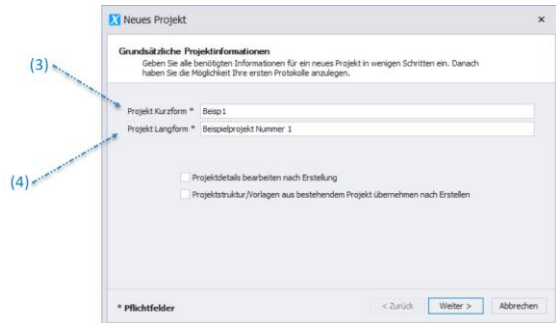 Neues Projekt
Grundsätzliche Projektinformationen
Geben Sie alle benötigten Informationen für ein neues Projekt in wenigen Schritten ein. Danach
haben Sie die Möglichkeit Ihre ersten Protokolle anzulegen.
(3)
Projekt Kurzform * Beisp1
Projekt Langform * Beispielprojekt Nummer 1
(4)
Projektdetails bearbeiten nach Erstellung
Projektstruktur/Vorlagen aus bestehendem Projekt übernehmen nach Erstellen
* Pflichtfelder < Zurück Weiter > Abbrechen